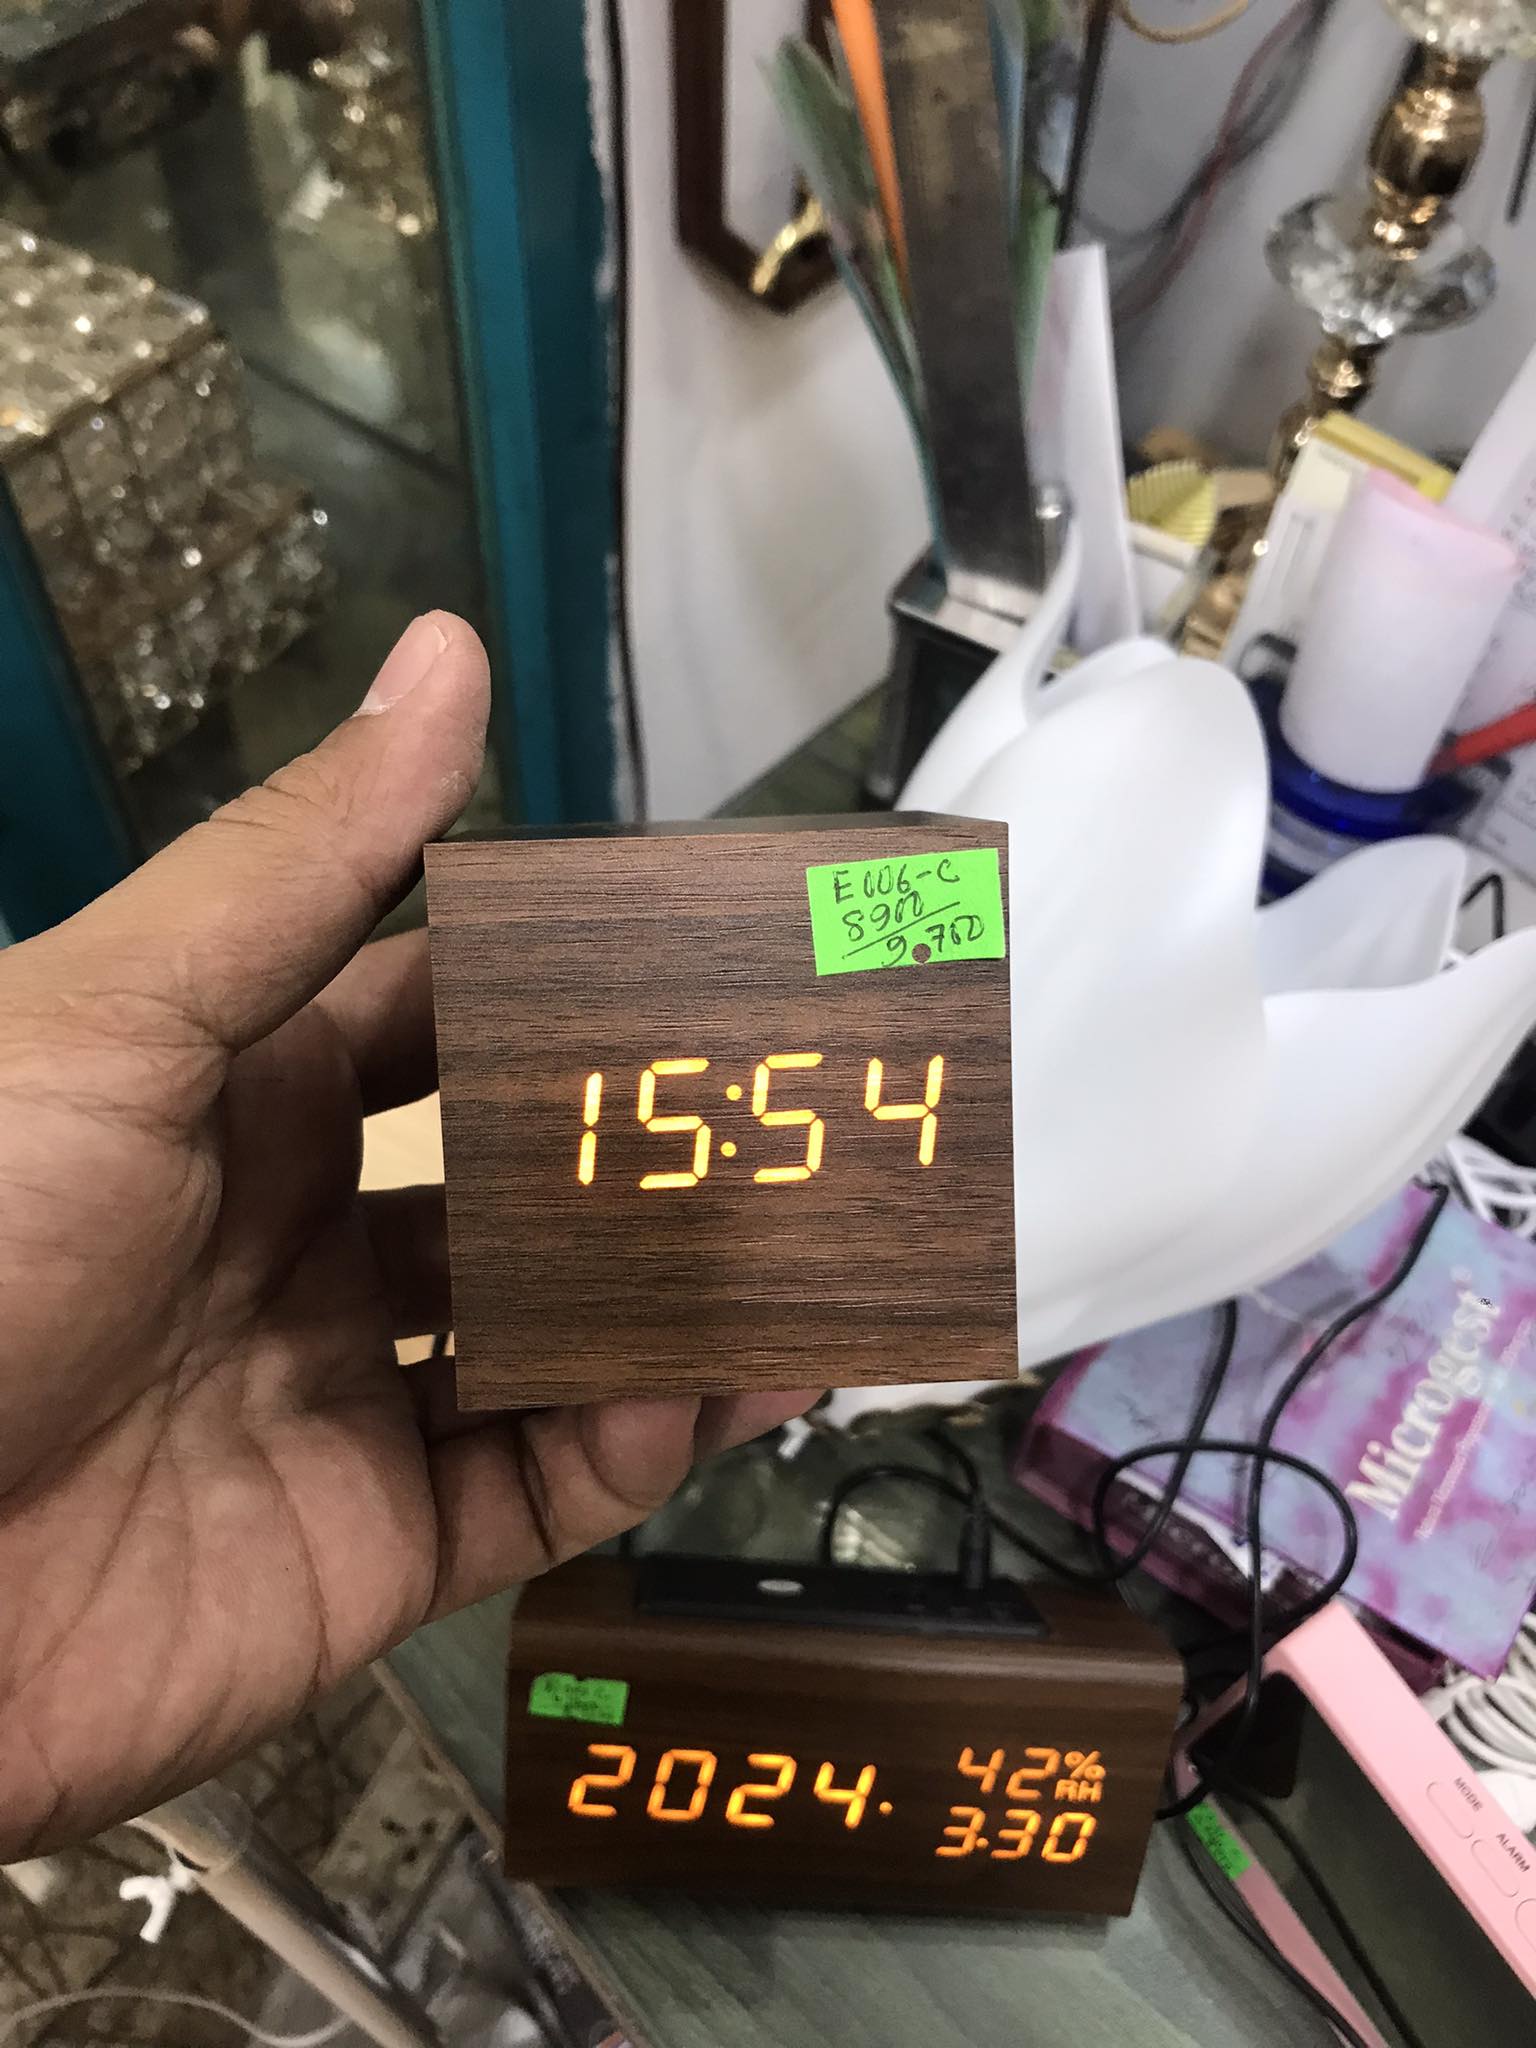 E006-C
8900
9.700
15:54
2024.
42%
RH
3.30
Microgest
MODE
ALARM